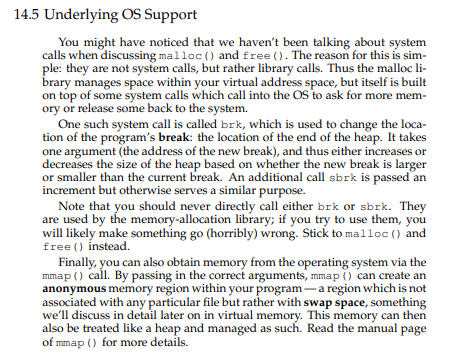 14.5 Underlying OS Support
You might have noticed that we haven't been talking about system
calls when discussing malloc() and free(). The reason for this is sim-
ple: they are not system calls, but rather library calls. Thus the malloc li-
brary manages space within your virtual address space, but itself is built
on top of some system calls which call into the OS to ask for more mem-
ory or release some back to the system.
One such system call is called brk, which is used to change the loca-
tion of the program's break: the location of the end of the heap. It takes
one argument (the address of the new break), and thus either increases or
decreases the size of the heap based on whether the new break is larger
or smaller than the current break. An additional call sbrk is passed an
increment but otherwise serves a similar purpose.
Note that you should never directly call either brk or sbrk. They
are used by the memory-allocation library; if you try to use them, you
will likely make something go (horribly) wrong. Stick to malloc() and
free() instead.
Finally, you can also obtain memory from the operating system via the
mmap() call. By passing in the correct arguments, mmap() can create an
anonymous memory region within your program — a region which is not
associated with any particular file but rather with swap space, something
we'll discuss in detail later on in virtual memory. This memory can then
also be treated like a heap and managed as such. Read the manual page
of mmap() for more details.